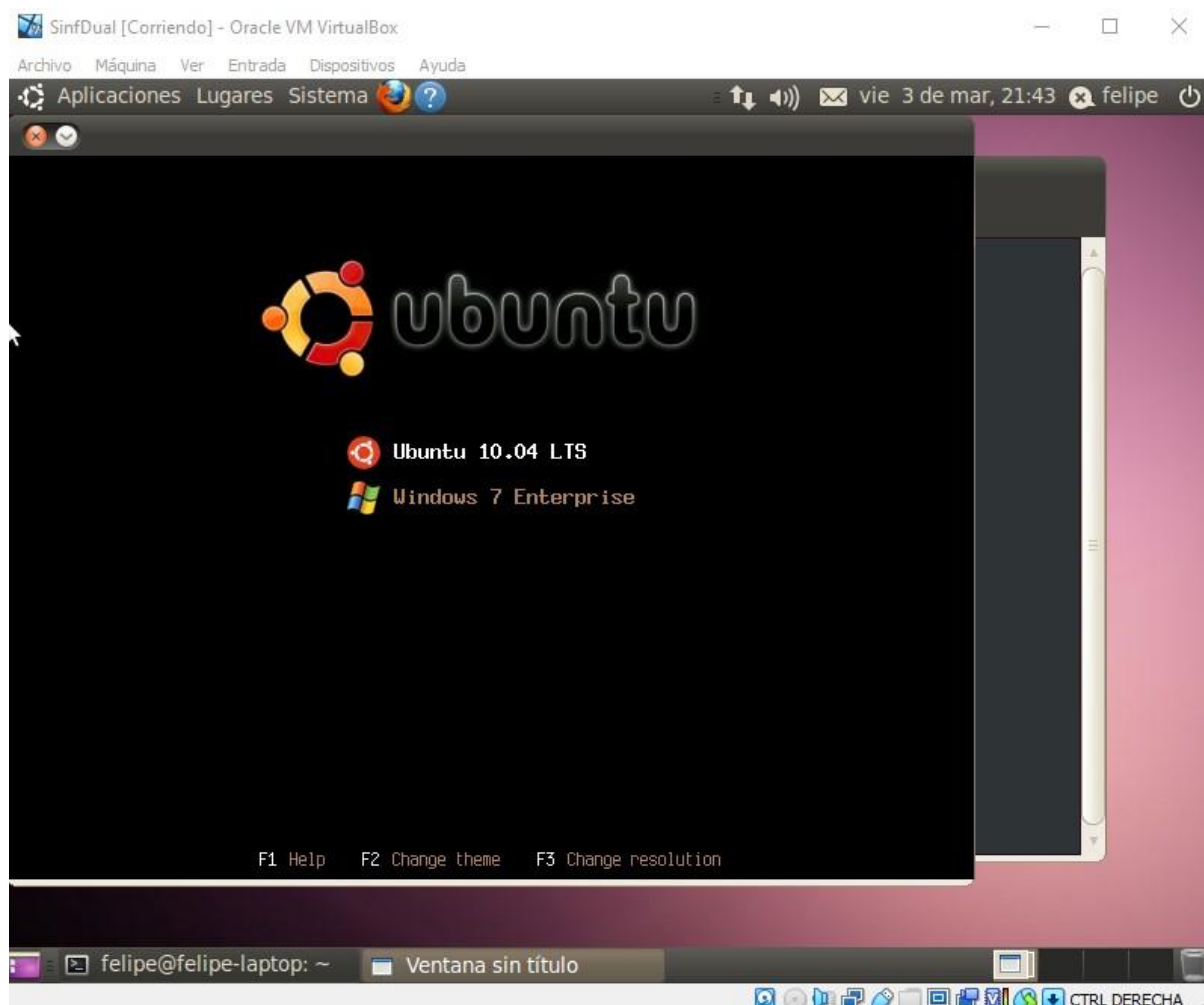 SinfDual [Corriendo] - Oracle VM VirtualBox
Archivo Máquina Ver Entrada Dispositivos Ayuda
Aplicaciones Lugares Sistema ? vie 3 de mar, 21:43 felipe
ubuntu
Ubuntu 10.04 LTS
Windows 7 Enterprise
F1 Help F2 Change theme F3 Change resolution
felipe@felipe-laptop: ~ Ventana sin título
CTRL DERECHA